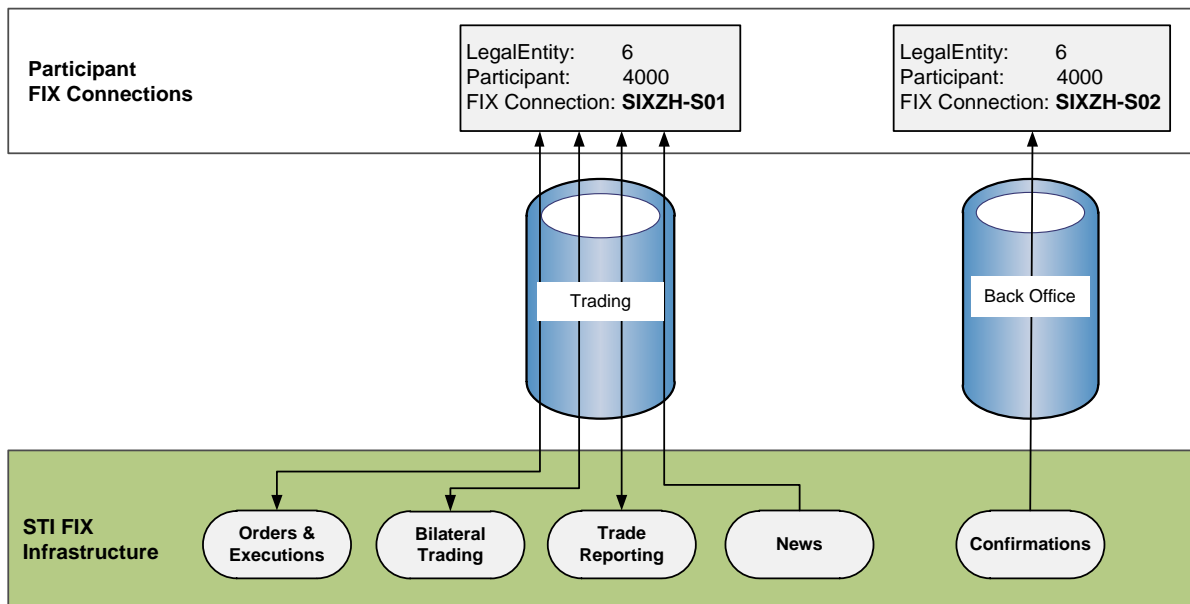 Participant
FIX Connections
LegalEntity: 6
Participant: 4000
FIX Connection: SIXZH-S01
LegalEntity: 6
Participant: 4000
FIX Connection: SIXZH-S02
Trading
Back Office
STI FIX
Infrastructure
Orders &
Executions
Bilateral
Trading
Trade
Reporting
News
Confirmations